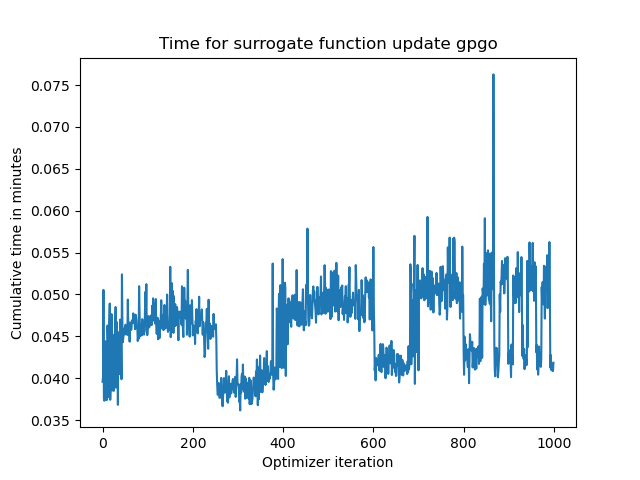 Time for surrogate function update gpgo
Cumulative time in minutes
0.075
0.070
0.065
0.060
0.055
0.050
0.045
0.040
0.035
0 200 400 600 800 1000
Optimizer iteration